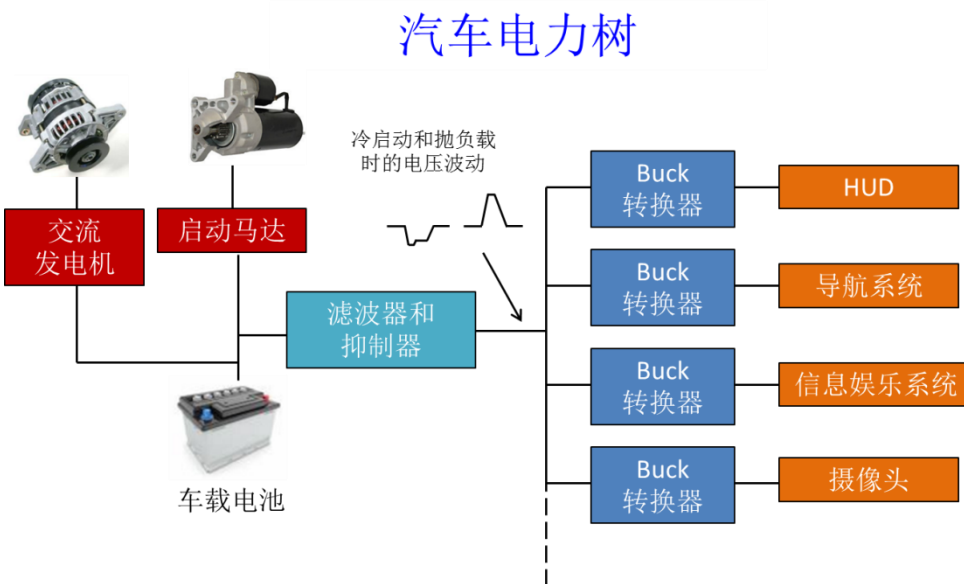 汽车电力树
冷启动和抛负载
时的电压波动
交流
发电机
启动马达
滤波器和
抑制器
车载电池
Buck
转换器
HUD
Buck
转换器
导航系统
Buck
转换器
信息娱乐系统
Buck
转换器
摄像头